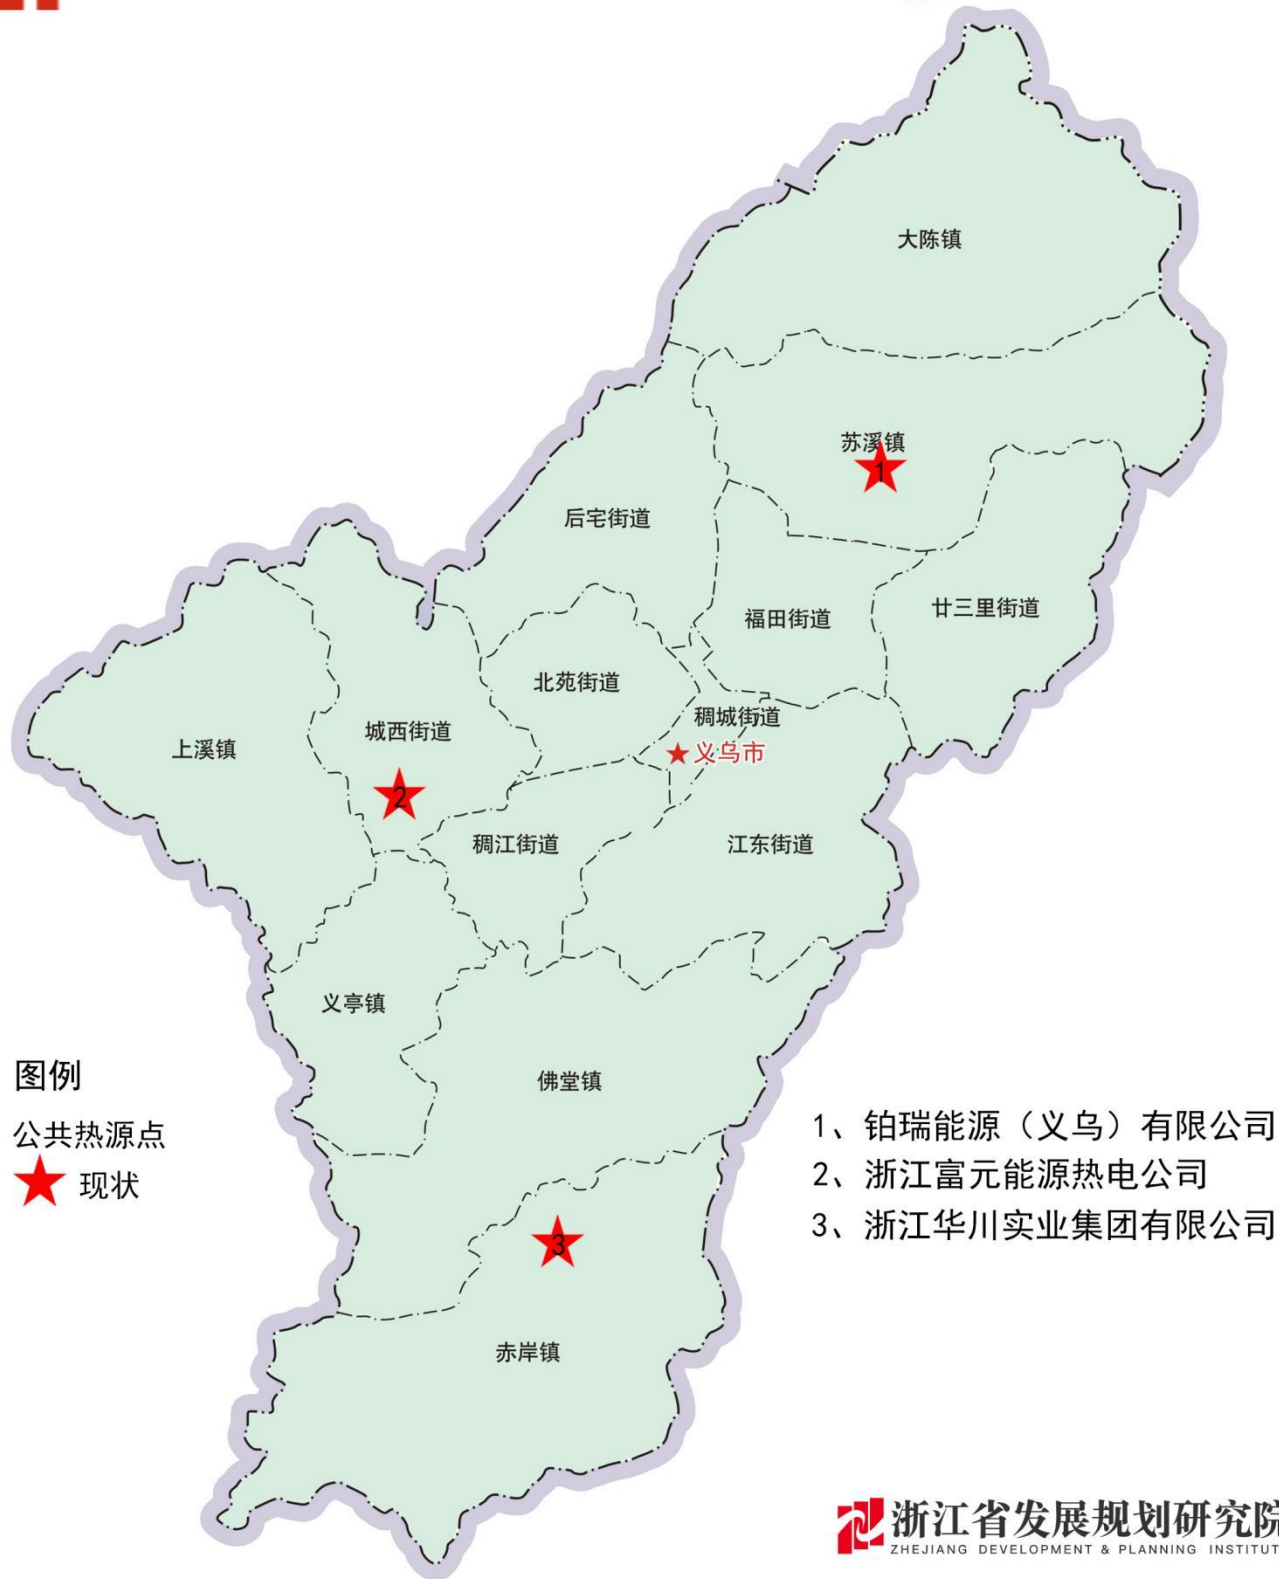 大陈镇
苏溪镇
1
后宅街道
福田街道
廿三里街道
北苑街道
稠城街道
义乌市
城西街道
上溪镇
2
稠江街道
江东街道
义亭镇
佛堂镇
图例
公共热源点
现状
1、铂瑞能源（义乌）有限公司
2、浙江富元能源热电公司
3、浙江华川实业集团有限公司
3
赤岸镇
浙江省发展规划研究院
ZHEJIANG DEVELOPMENT & PLANNING INSTITUT